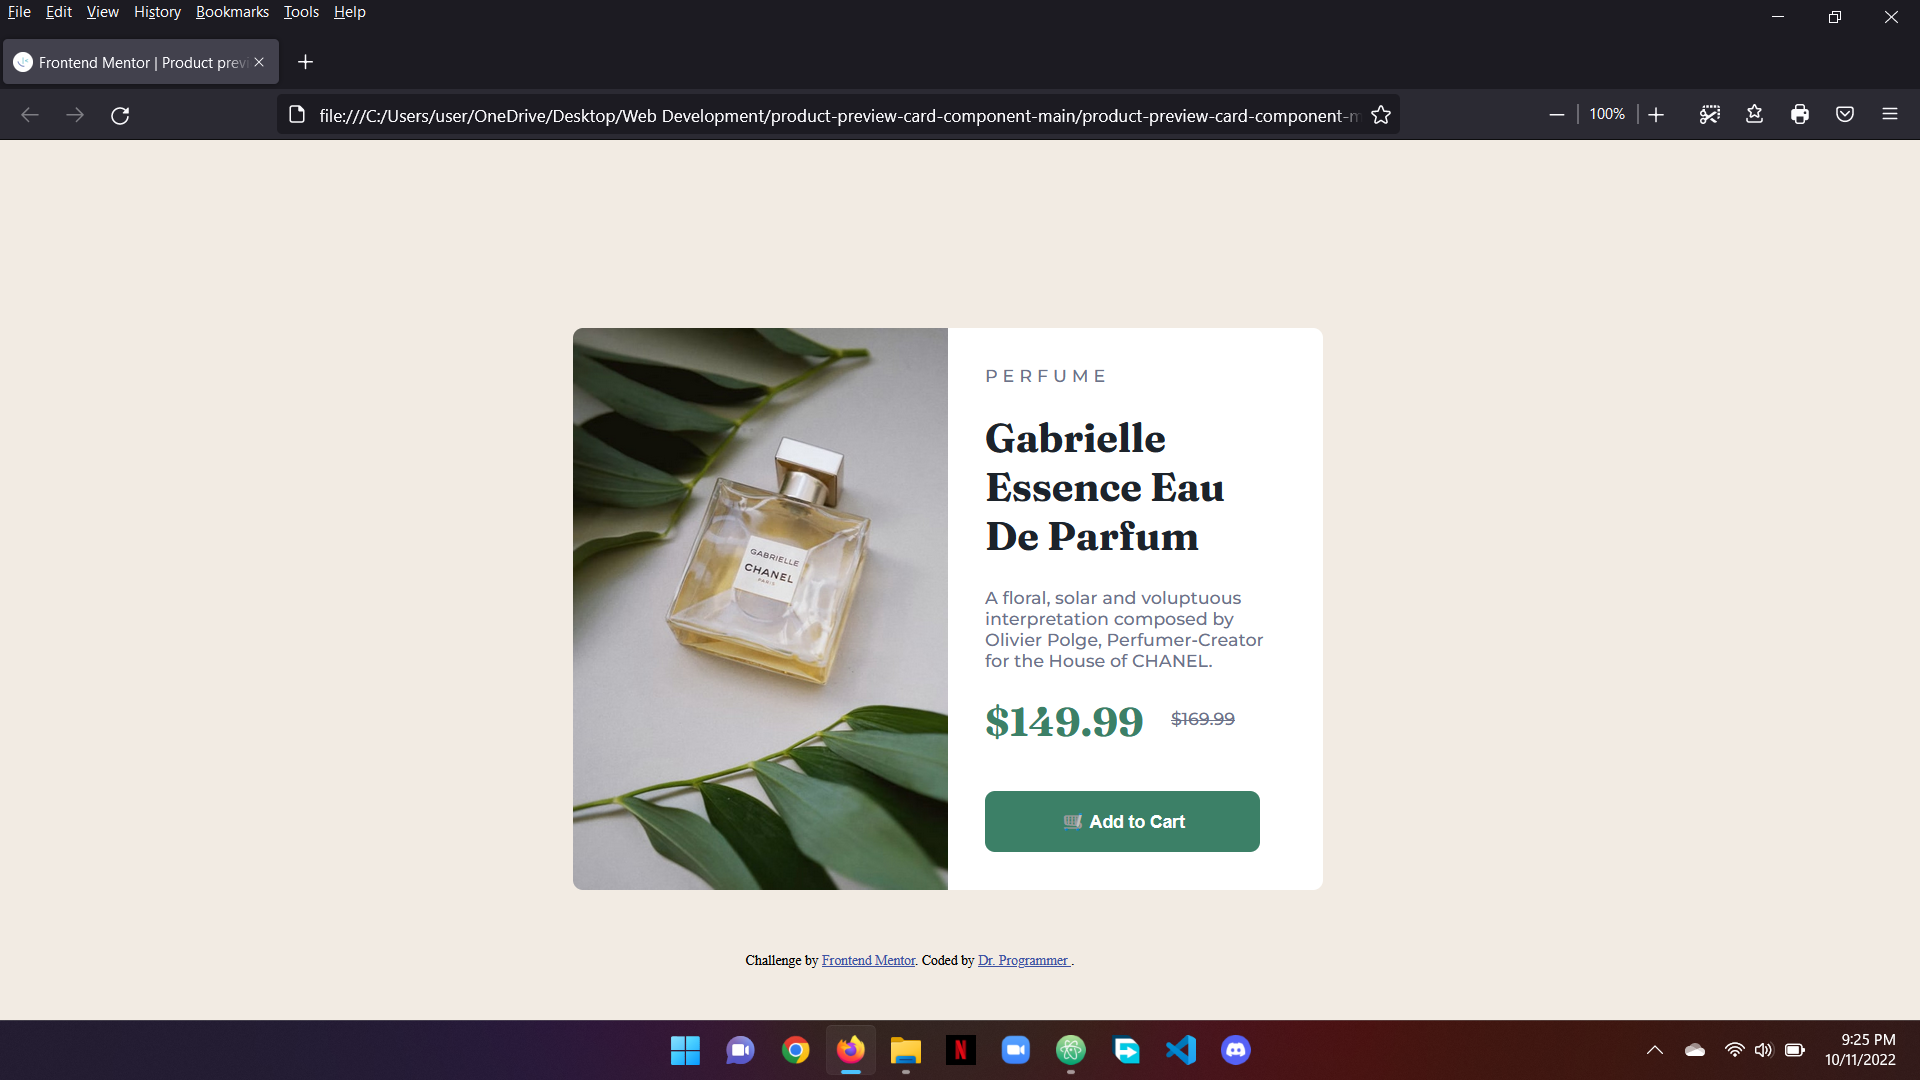 File Edit View History Bookmarks Tools Help
Frontend Mentor | Product previ
file:///C:/Users/user/OneDrive/Desktop/Web Development/product-preview-card-component-main/product-preview-card-component-m
100%
PERFUME
Gabrielle
Essence Eau
De Parfum
GABRIELLE
CHANEL
PARIS
A floral, solar and voluptuous
interpretation composed by
Olivier Polge, Perfumer-Creator
for the House of CHANEL.
$149.99 $169.99
Add to Cart
Challenge by Frontend Mentor. Coded by Dr. Programmer .
N
9:25 PM
10/11/2022